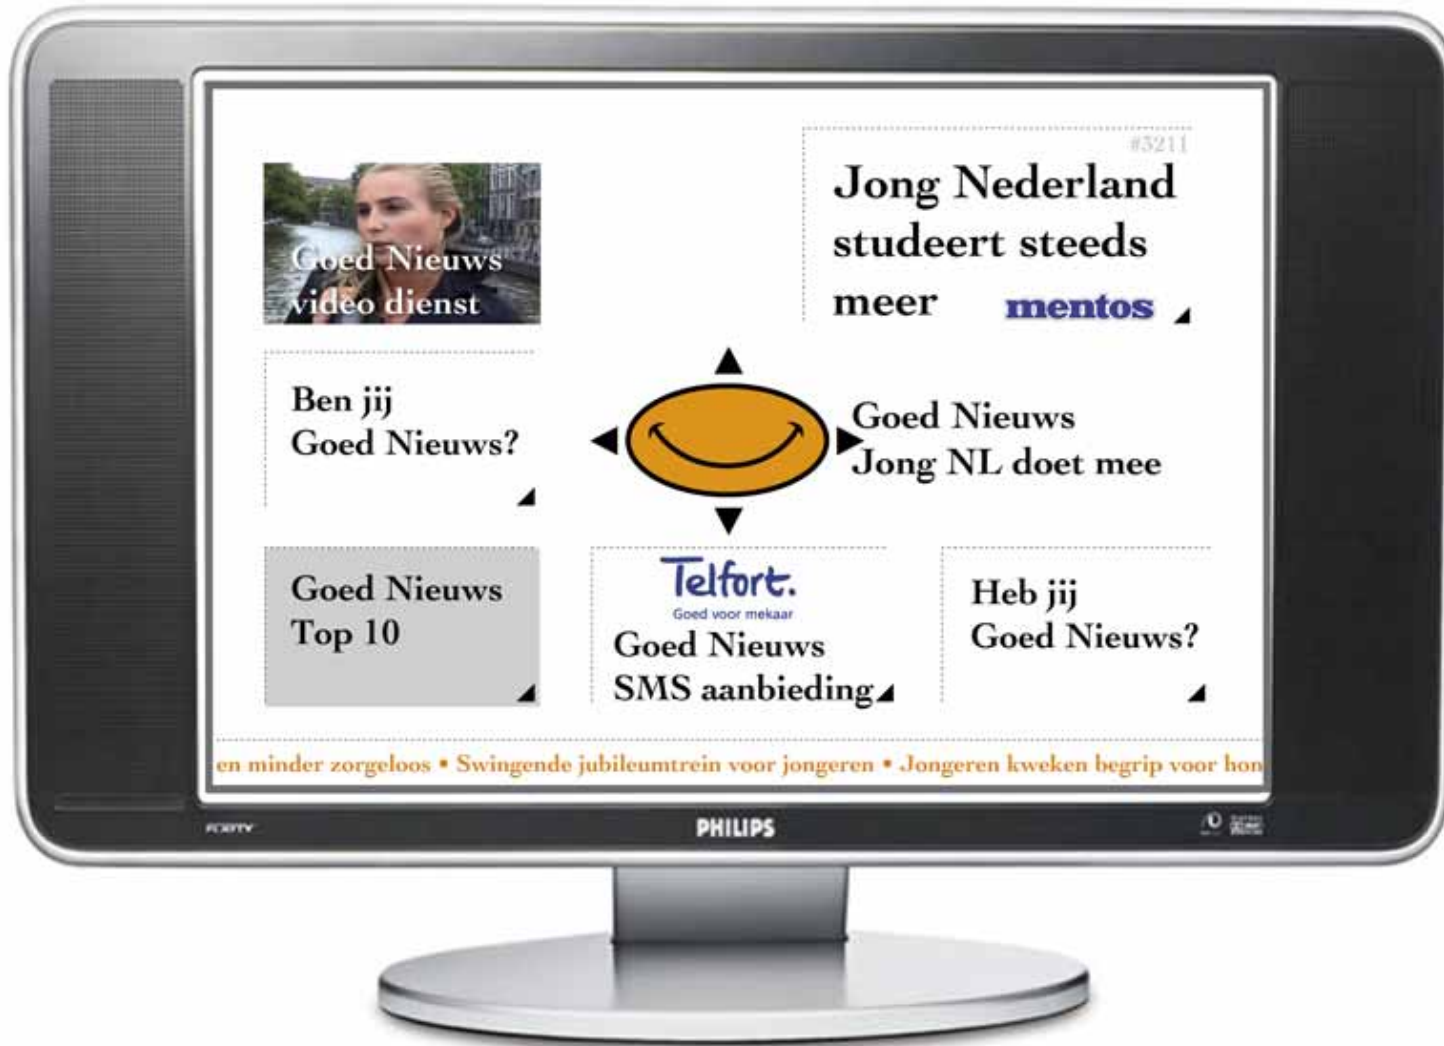 #5211
Jong Nederland
studeert steeds
meer
mentos
Goed Nieuws
video dienst
Ben jij
Goed Nieuws?
Goed Nieuws
Jong NL doet mee
Goed Nieuws
Top 10
Telfort.
Goed voor mekaar
Goed Nieuws
SMS aanbieding
Heb jij
Goed Nieuws?
en minder zorgeloos • Swingende jubileumtrein voor jongeren • Jongeren kweken begrip voor hon
PHILIPS